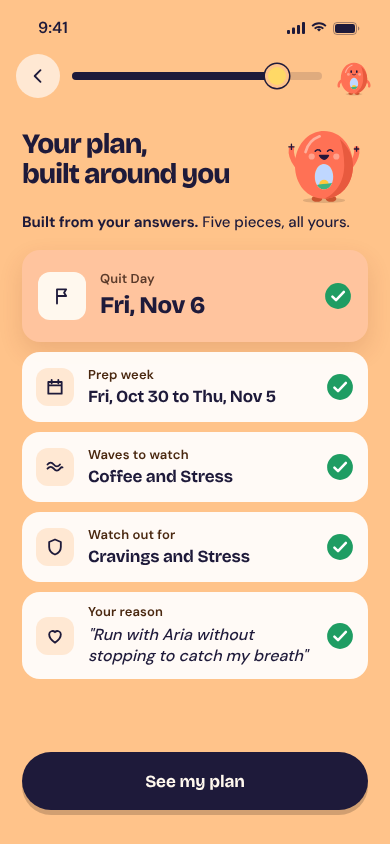 9:41
Your plan,
built around you
Built from your answers. Five pieces, all yours.
Quit Day
Fri, Nov 6
Prep week
Fri, Oct 30 to Thu, Nov 5
Waves to watch
Coffee and Stress
Watch out for
Cravings and Stress
Your reason
"Run with Aria without
stopping to catch my breath"
See my plan